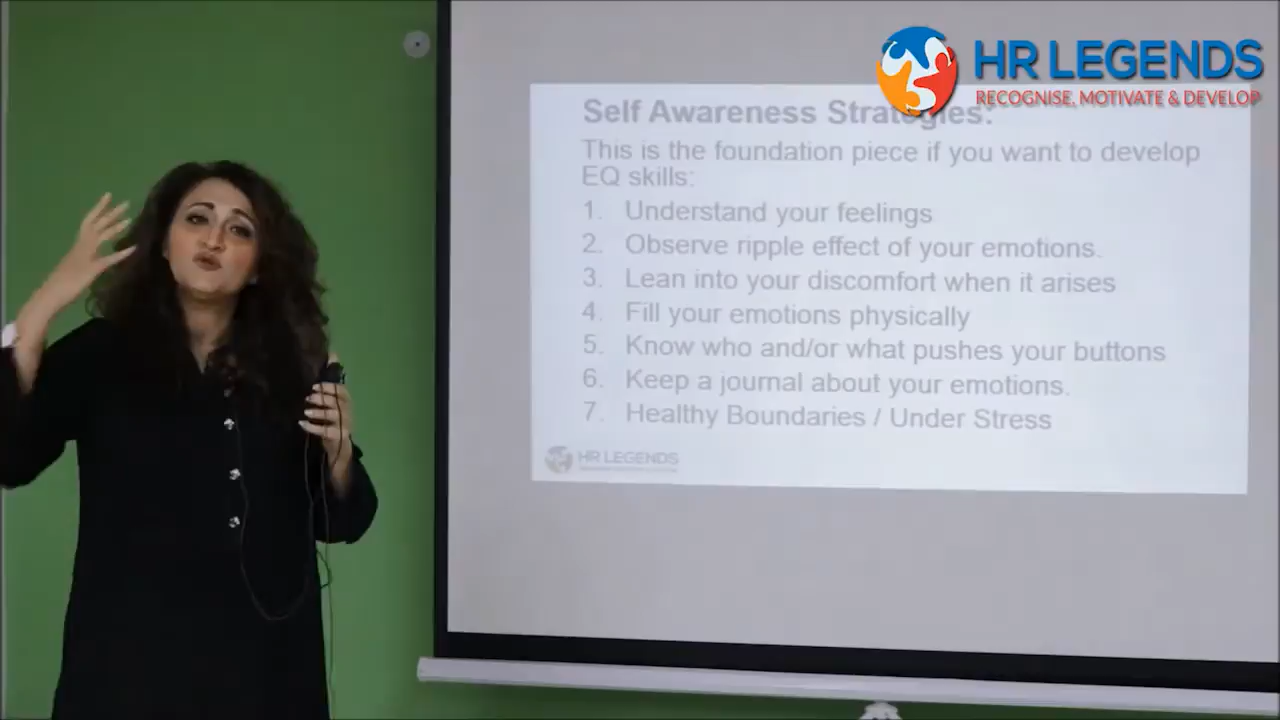 HR LEGENDS
RECOGNISE, MOTIVATE & DEVELOP
Self Awareness Strategies:
This is the foundation piece if you want to develop
EQ skills:
1. Understand your feelings
2. Observe ripple effect of your emotions.
3. Lean into your discomfort when it arises
4. Fill your emotions physically
5. Know who and/or what pushes your buttons
6. Keep a journal about your emotions.
7. Healthy Boundaries / Under Stress
HR LEGENDS